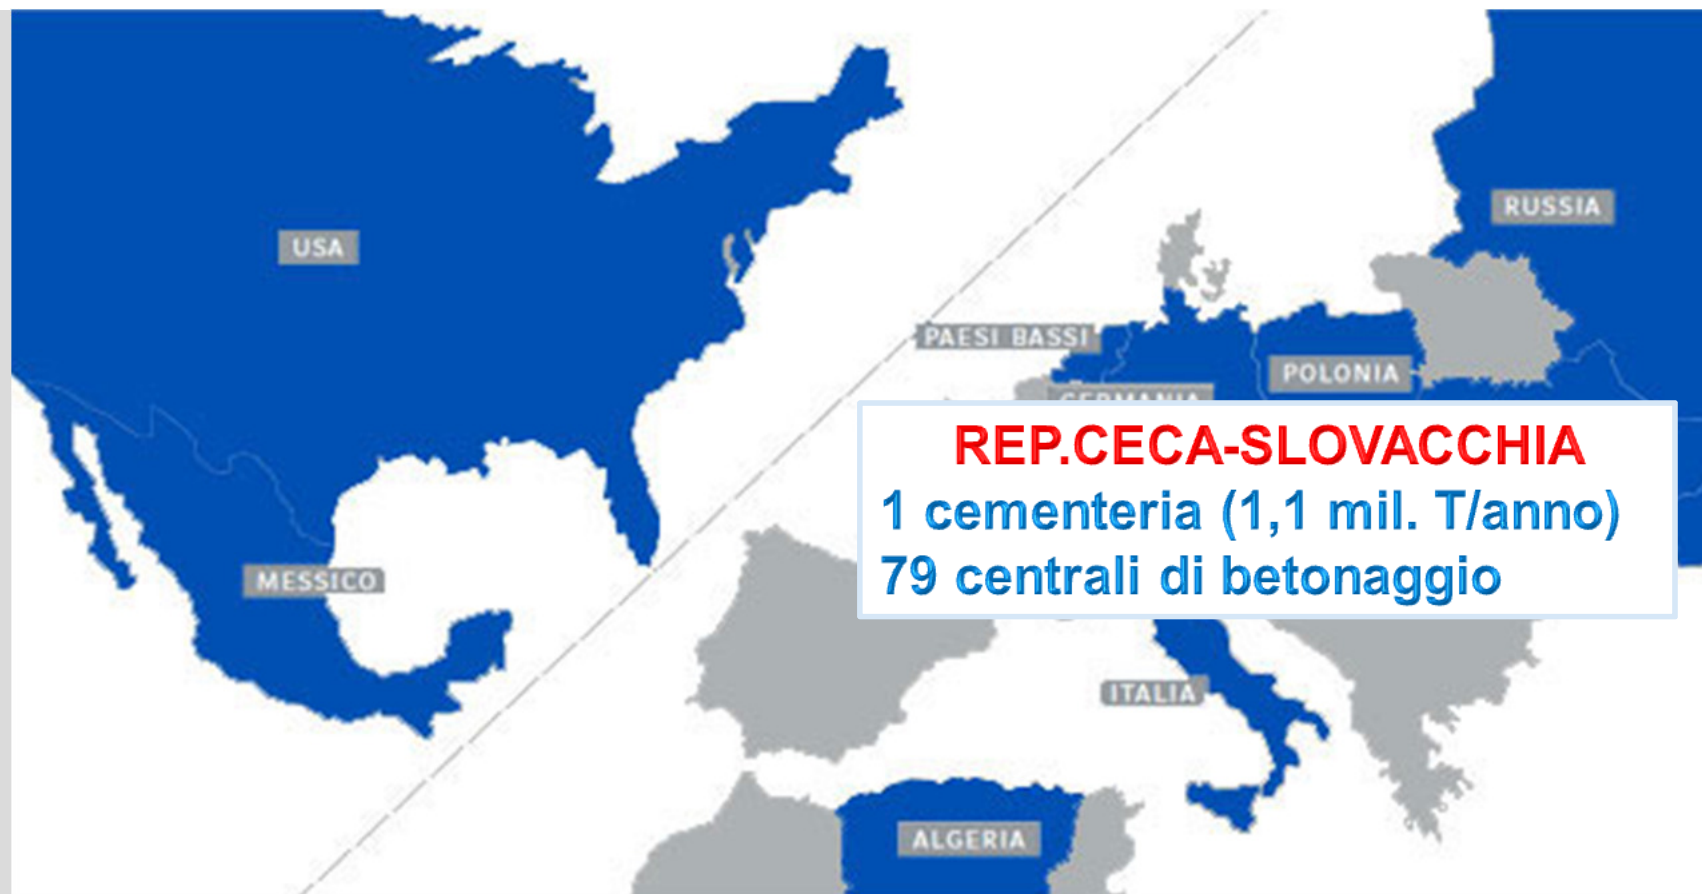 USA
RUSSIA
PAESI BASSI
POLONIA
GERMANIA
REP.CECA-SLOVACCHIA
1 cementeria (1,1 mil. T/anno)
79 centrali di betonaggio
MESSICO
ITALIA
ALGERIA